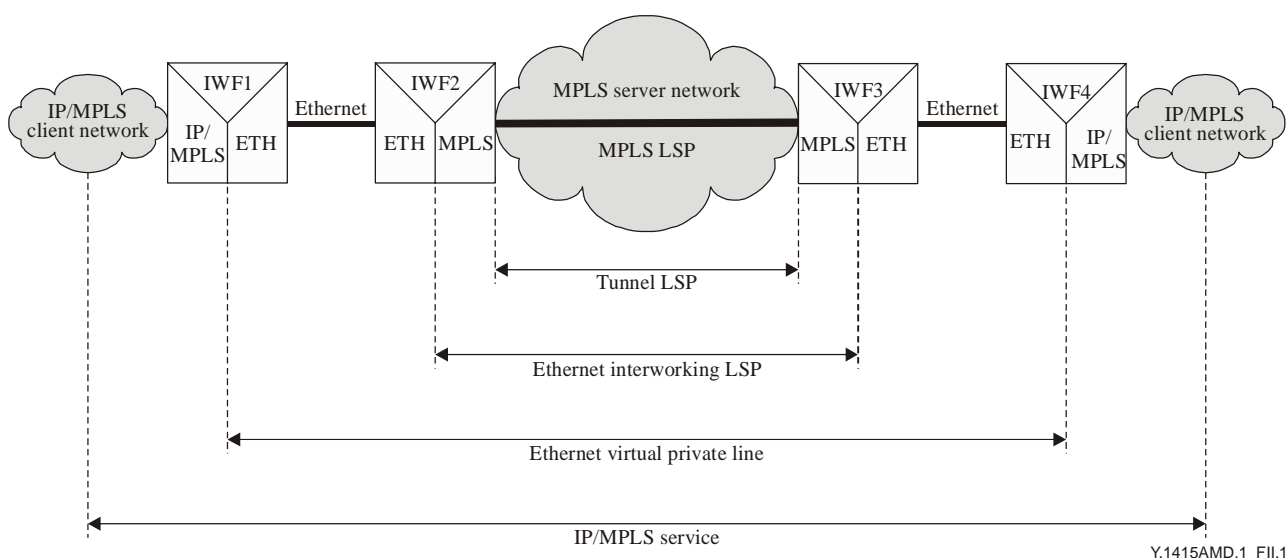 IP/MPLS
client network
IWF1
IP/
MPLS
ETH
Ethernet
IWF2
ETH
MPLS
MPLS server network
MPLS LSP
IWF3
MPLS
ETH
Ethernet
IWF4
ETH
IP/
MPLS
IP/MPLS
client network
Tunnel LSP
Ethernet interworking LSP
Ethernet virtual private line
IP/MPLS service
Y.1415AMD.1_FII.1